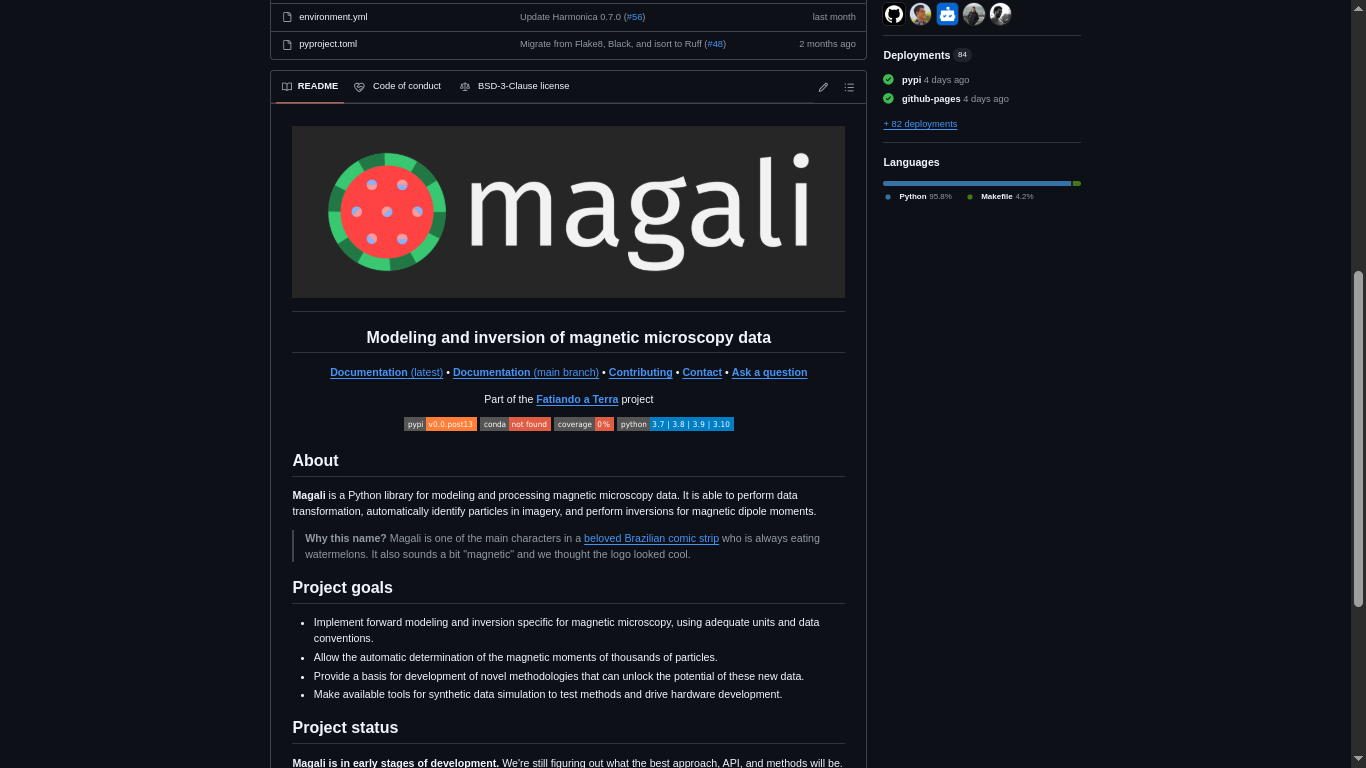 environment.yml Update Harmonica 0.7.0 (#56) last month
pyproject.toml Migrate from Flake8, Black, and isort to Ruff (#48) 2 months ago
README Code of conduct BSD-3-Clause license
magali
Modeling and inversion of magnetic microscopy data
Documentation (latest) • Documentation (main branch) • Contributing • Contact • Ask a question
Part of the Fatiando a Terra project
pypi v0.0.post13 conda not found coverage 0% python 3.7 | 3.8 | 3.9 | 3.10
About
Magali is a Python library for modeling and processing magnetic microscopy data. It is able to perform data
transformation, automatically identify particles in imagery, and perform inversions for magnetic dipole moments.
Why this name? Magali is one of the main characters in a beloved Brazilian comic strip who is always eating
watermelons. It also sounds a bit "magnetic" and we thought the logo looked cool.
Project goals
• Implement forward modeling and inversion specific for magnetic microscopy, using adequate units and data
conventions.
• Allow the automatic determination of the magnetic moments of thousands of particles.
• Provide a basis for development of novel methodologies that can unlock the potential of these new data.
• Make available tools for synthetic data simulation to test methods and drive hardware development.
Project status
Magali is in early stages of development. We're still figuring out what the best approach, API, and methods will be.
Deployments 84
pypi 4 days ago
github-pages 4 days ago
+ 82 deployments
Languages
Python 95.8% Makefile 4.2%